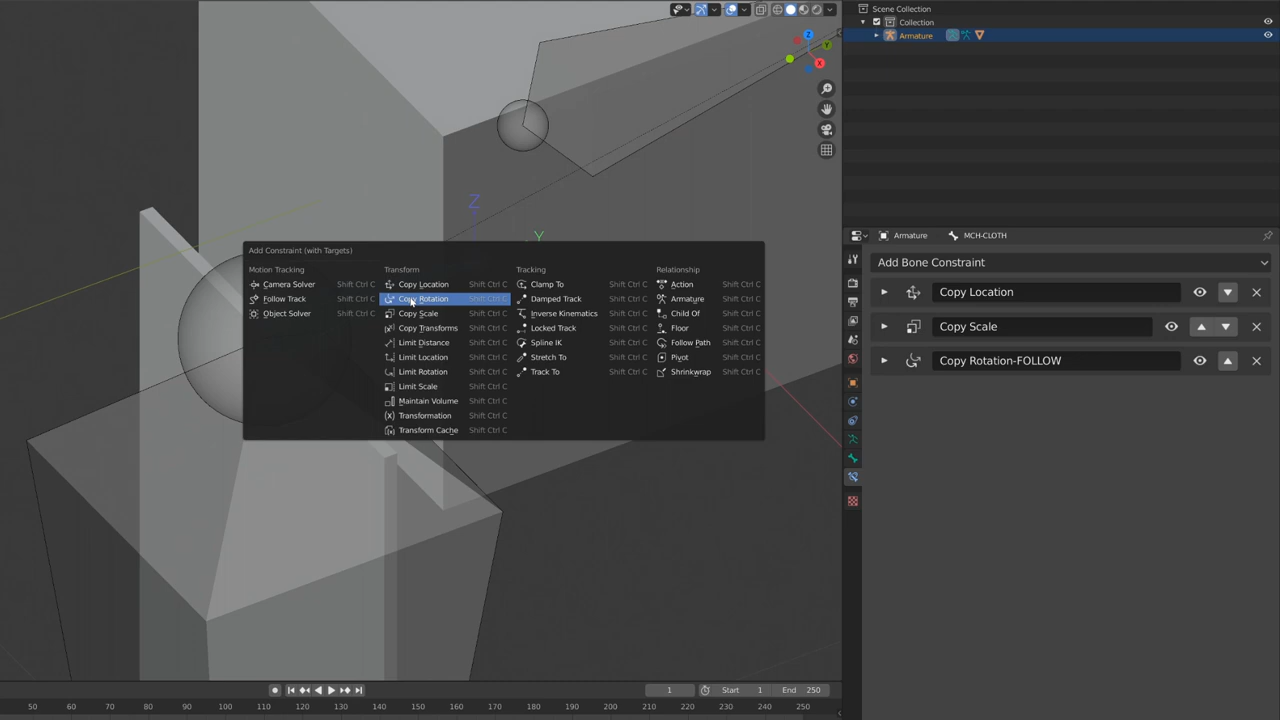 Scene Collection
Collection
Armature
Z
Y
X
Z
Y
Add Constraint (with Targets)
Motion Tracking
Camera Solver Shift Ctrl C
Follow Track Shift Ctrl C
Object Solver Shift Ctrl C
Transform
Copy Location Shift Ctrl C
Copy Rotation Shift Ctrl C
Copy Scale Shift Ctrl C
Copy Transforms Shift Ctrl C
Limit Distance Shift Ctrl C
Limit Location Shift Ctrl C
Limit Rotation Shift Ctrl C
Limit Scale Shift Ctrl C
Maintain Volume Shift Ctrl C
Transformation Shift Ctrl C
Transform Cache Shift Ctrl C
Tracking
Clamp To Shift Ctrl C
Damped Track Shift Ctrl C
Inverse Kinematics Shift Ctrl C
Locked Track Shift Ctrl C
Spline IK Shift Ctrl C
Stretch To Shift Ctrl C
Track To Shift Ctrl C
Relationship
Action Shift Ctrl C
Armature Shift Ctrl C
Child Of Shift Ctrl C
Floor Shift Ctrl C
Follow Path Shift Ctrl C
Pivot Shift Ctrl C
Shrinkwrap Shift Ctrl C
Armature MCH-CLOTH
Add Bone Constraint
Copy Location
Copy Scale
Copy Rotation-FOLLOW
1 Start 1 End 250
50 60 70 80 90 100 110 120 130 140 150 160 170 180 190 200 210 220 230 240 250